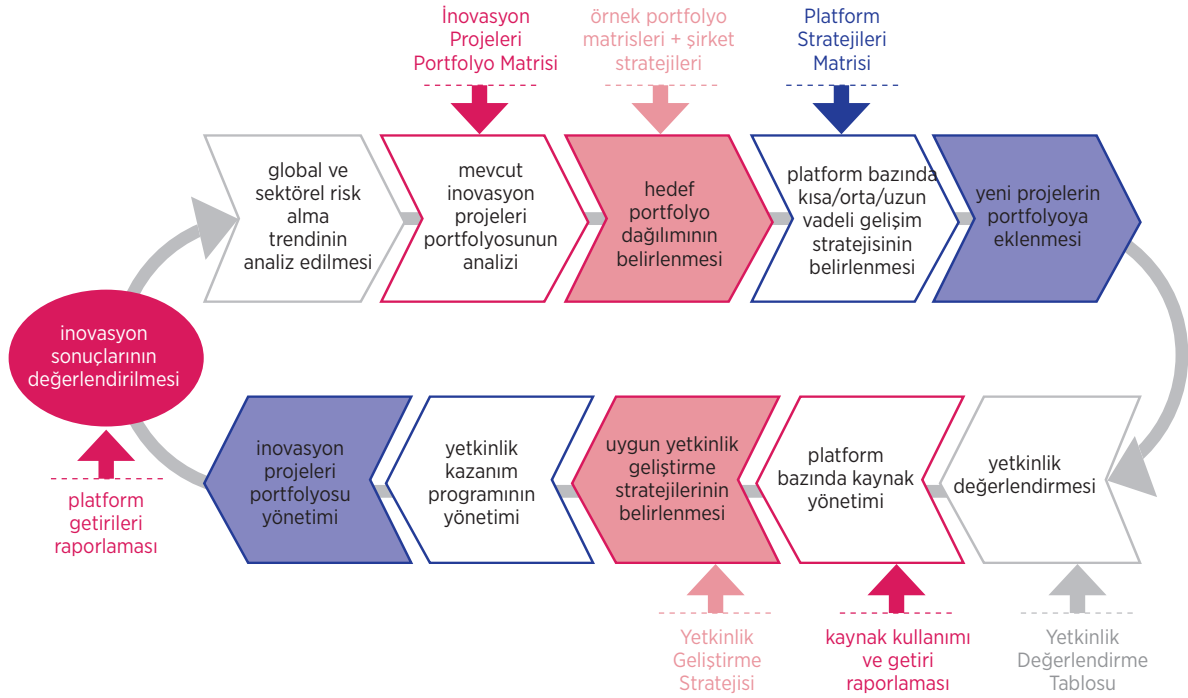 İnovasyon
Projeleri
Portfolyo Matrisi
örnek portfolyo
matrisleri + şirket
stratejileri
Platform
Stratejileri
Matrisi
global ve
sektörel risk
alma
trendinin
analiz edilmesi
mevcut
inovasyon
projeleri
portfolyosunun
analizi
hedef
portfolyo
dağılımının
belirlenmesi
platform bazında
kısa/orta/uzun
vadeli gelişim
stratejisinin
belirlenmesi
yeni projelerin
portfolyoya
eklenmesi
inovasyon
sonuçlarının
değerlendirilmesi
inovasyon
projeleri
portfolyosu
yönetimi
yetkinlik
kazanım
programının
yönetimi
uygun yetkinlik
geliştirme
stratejilerinin
belirlenmesi
platform
bazında kaynak
yönetimi
yetkinlik
değerlendirmesi
platform
getirileri
raporlaması
Yetkinlik
Geliştirme
Stratejisi
kaynak kullanımı
ve getiri
raporlaması
Yetkinlik
Değerlendirme
Tablosu